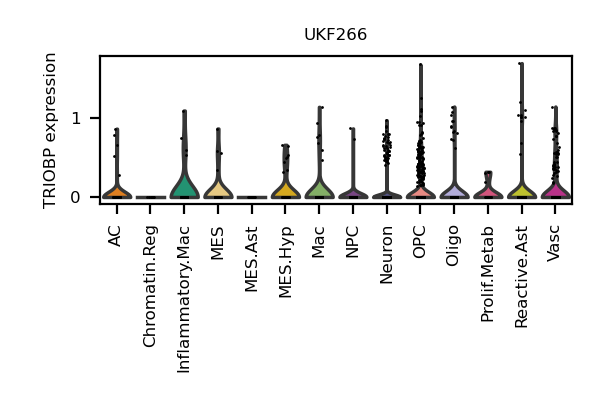 UKF266
TRIOBP expression
1
0
AC
Chromatin.Reg
Inflammatory.Mac
MES
MES.Ast
MES.Hyp
Mac
NPC
Neuron
OPC
Oligo
Prolif.Metab
Reactive.Ast
Vasc